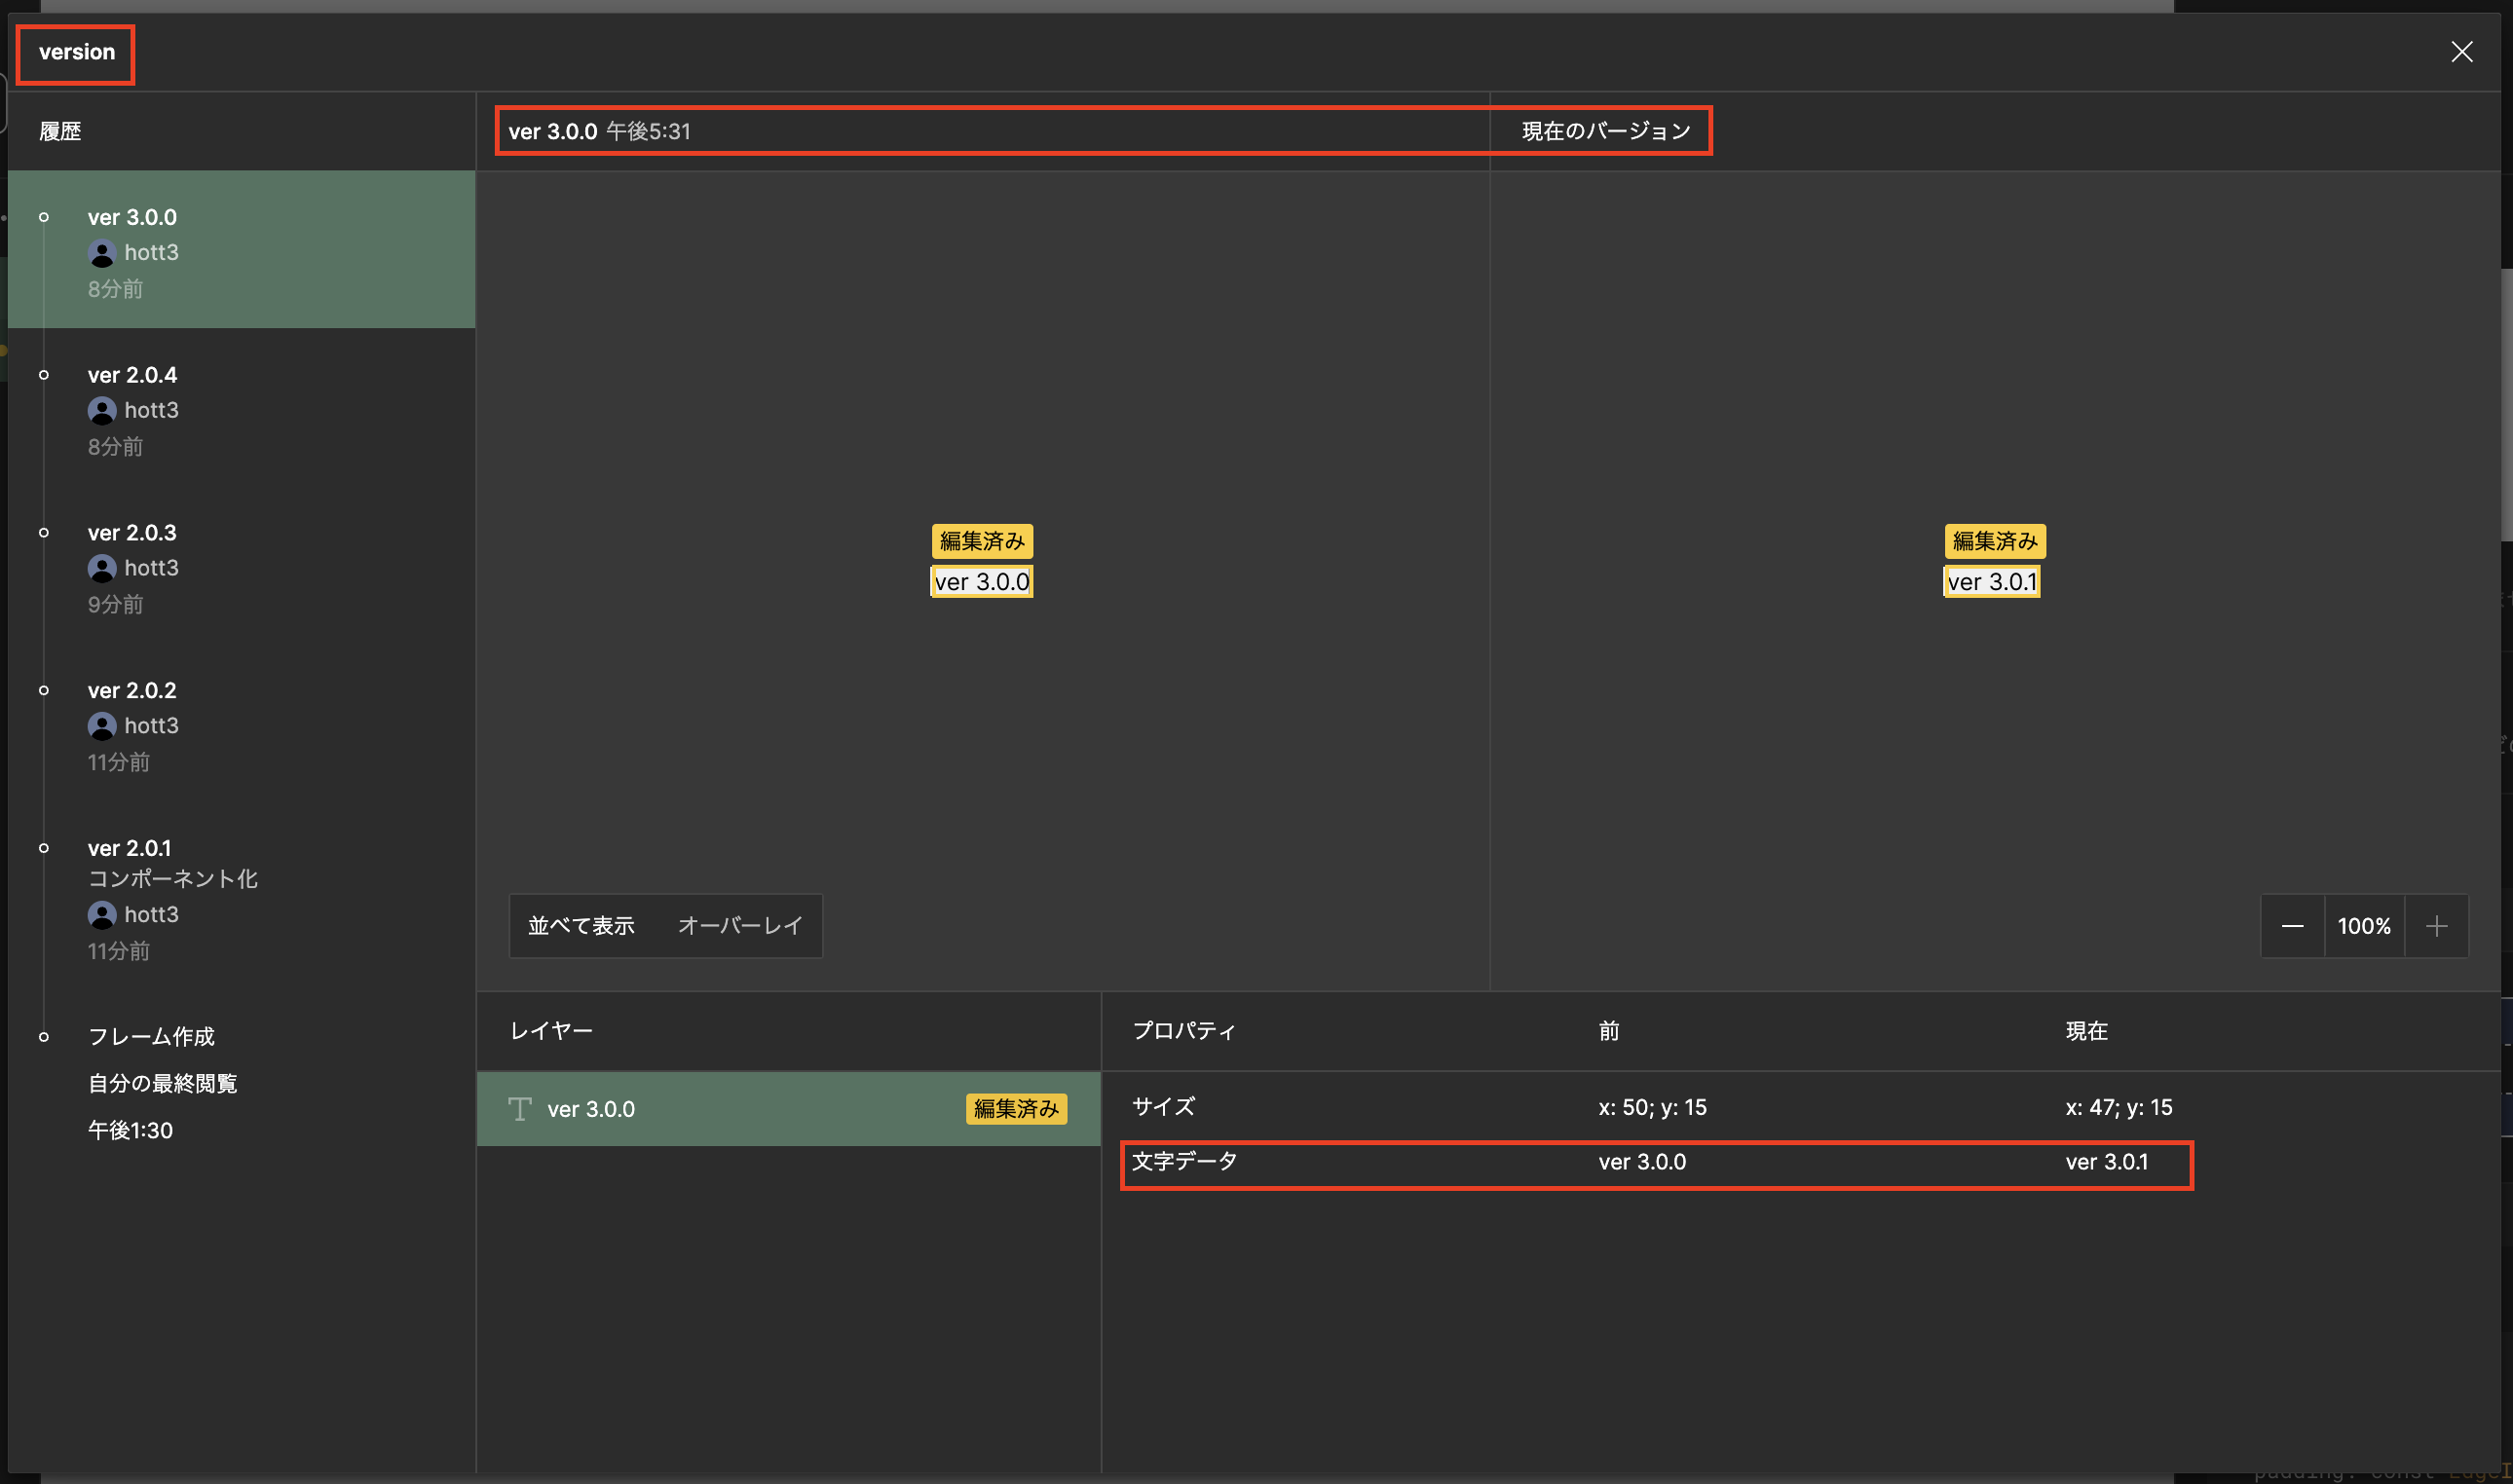 version
履歴
ver 3.0.0 午後5:31
現在のバージョン
ver 3.0.0
hott3
8分前
ver 2.0.4
hott3
8分前
ver 2.0.3
hott3
9分前
ver 2.0.2
hott3
11分前
ver 2.0.1
コンポーネント化
hott3
11分前
フレーム作成
自分の最終閲覧
午後1:30
編集済み
ver 3.0.0
編集済み
ver 3.0.1
並べて表示 オーバーレイ
100%
レイヤー
ver 3.0.0 編集済み
プロパティ 前 現在
サイズ x: 50; y: 15 x: 47; y: 15
文字データ ver 3.0.0 ver 3.0.1
padding: const EdgeI